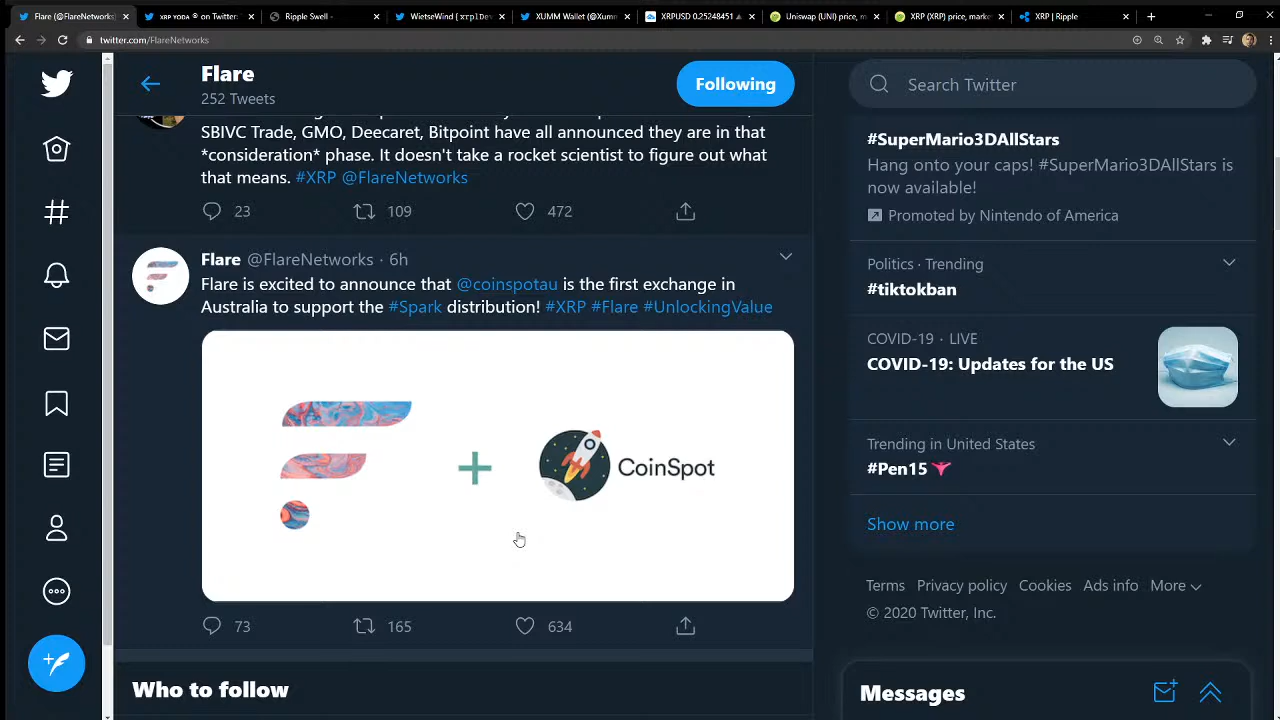 Flare (@FlareNetworks)
XRP YODA ® on Twitter:
Ripple Swell -
WietseWind (
XUMM Wallet (@Xumm
XRPUSD 0.25248451 ▲
Uniswap (UNI) price, m
XRP (XRP) price, marke
XRP | Ripple
twitter.com/FlareNetworks
Flare
252 Tweets
Following
Search Twitter
SBIVC Trade, GMO, Deecaret, Bitpoint have all announced they are in that
*consideration* phase. It doesn't take a rocket scientist to figure out what
that means. #XRP @FlareNetworks
23
109
472
Flare @FlareNetworks · 6h
Flare is excited to announce that @coinspotau is the first exchange in
Australia to support the #Spark distribution! #XRP #Flare #UnlockingValue
+
CoinSpot
73
165
634
Who to follow
#SuperMario3DAllStars
Hang onto your caps! #SuperMario3DAllStars is
now available!
Promoted by Nintendo of America
Politics · Trending
#tiktokban
COVID-19 · LIVE
COVID-19: Updates for the US
Trending in United States
#Pen15
Show more
Terms Privacy policy Cookies Ads info More
© 2020 Twitter, Inc.
Messages